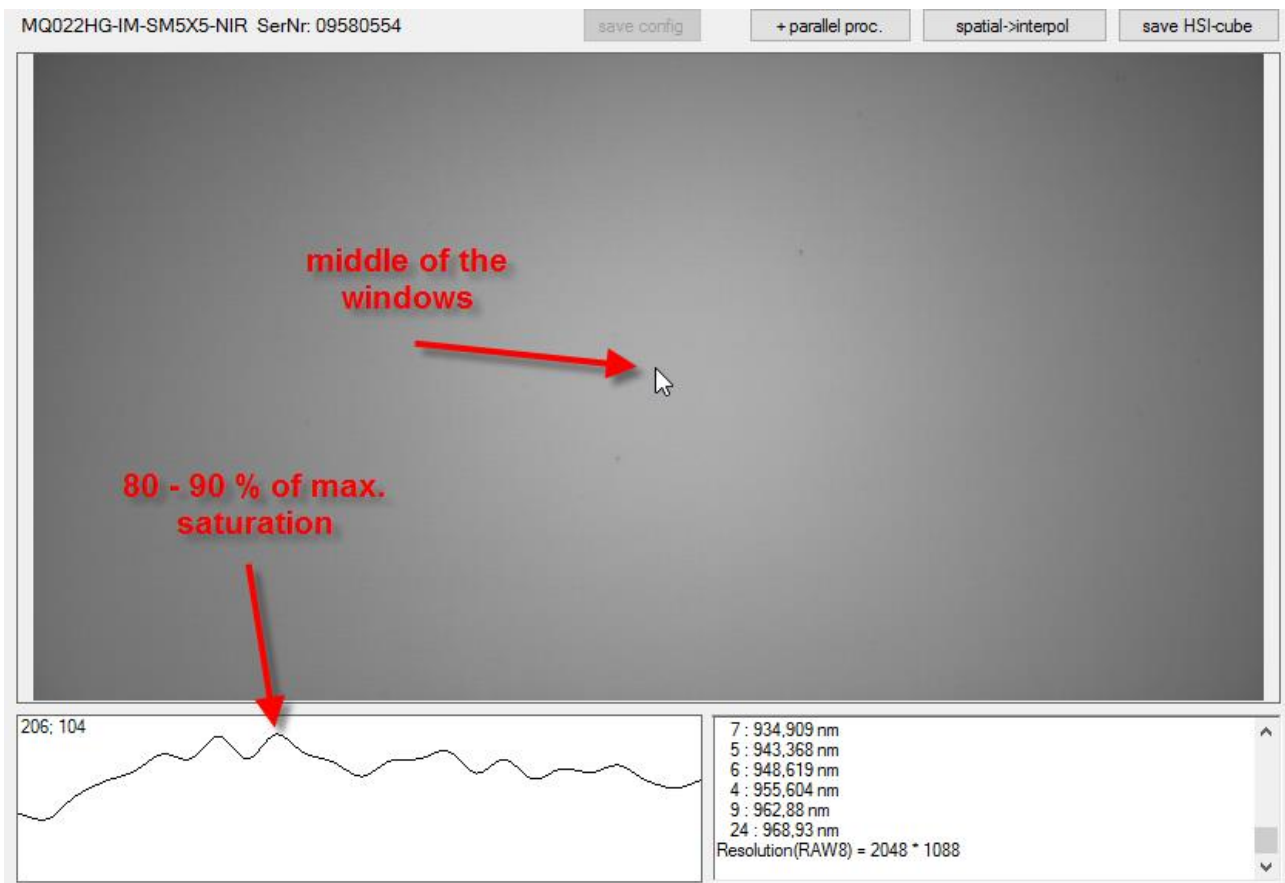 MQ022HG-IM-SM5X5-NIR SerNr: 09580554
save config
+ parallel proc.
spatial->interpol
save HSI-cube
middle of the
windows
80 - 90 % of max.
saturation
206; 104
7 : 934,909 nm
5 : 943,368 nm
6 : 948,619 nm
4 : 955,604 nm
9 : 962,88 nm
24 : 968,93 nm
Resolution(RAW8) = 2048 * 1088